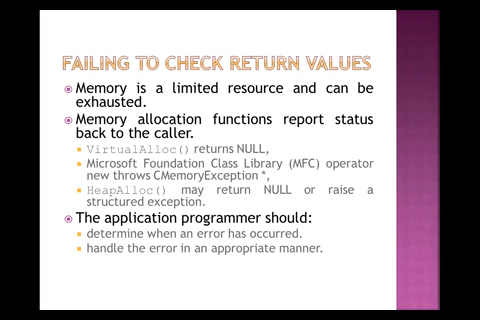 FAILING TO CHECK RETURN VALUES
Memory is a limited resource and can be
exhausted.
Memory allocation functions report status
back to the caller.
VirtualAlloc() returns NULL,
Microsoft Foundation Class Library (MFC) operator
new throws CMemoryException *,
HeapAlloc() may return NULL or raise a
structured exception.
The application programmer should:
determine when an error has occurred.
handle the error in an appropriate manner.